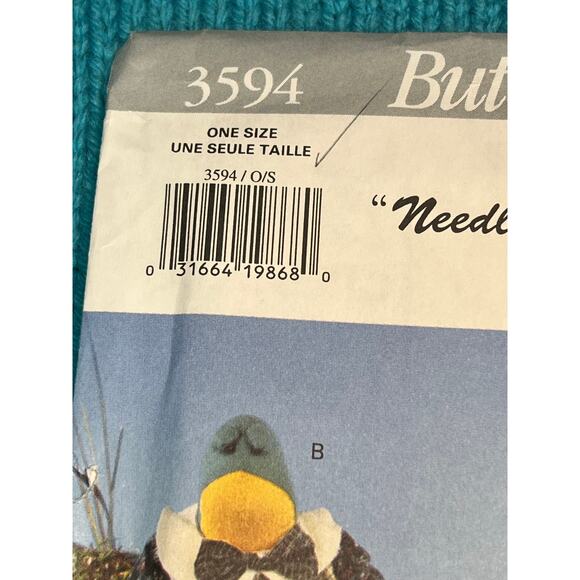 3594 But
ONE SIZE
UNE SEULE TAILLE
3594 / O/S
"Needl
0 31664 19868 0
B